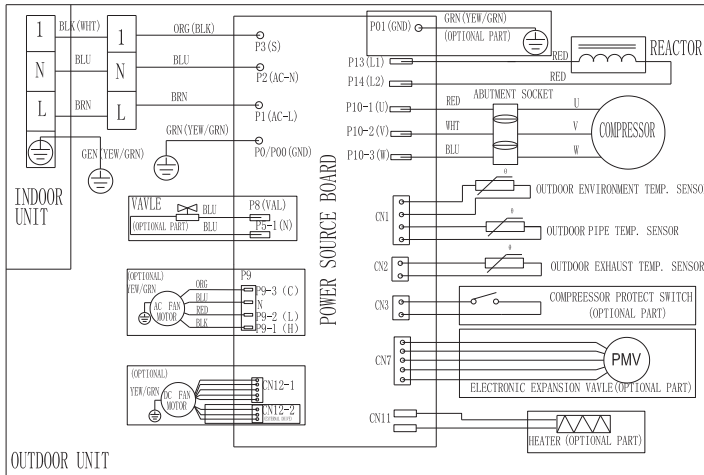 1
N
L
BLK(WHT)
BLU
BRN
GEN(YEW/GRN)
INDOOR
UNIT
1
N
L
ORG(BLK)
BLU
BRN
GRN(YEW/GRN)
P3(S)
P2(AC-N)
P1(AC-L)
P0/P00(GND)
VAVLE
(OPTIONAL PART)
BLU
BLU
P8(VAL)
P5-1(N)
(OPTIONAL)
YEW/GRN
AC FAN
MOTOR
ORG
BLU
RED
BLK
P9
P9-3 (C)
N
P9-2 (L)
P9-1 (H)
(OPTIONAL)
YEW/GRN
DC FAN
MOTOR
CN12-1
CN12-2
OUTDOOR UNIT
POWER SOURCE BOARD
P01(GND)
GRN(YEW/GRN)
(OPTIONAL PART)
P13(L1)
RED
REACTOR
P14(L2)
RED
ABUTMENT SOCKET
P10-1(U)
RED
U
P10-2(V)
WHT
V
P10-3(W)
BLU
W
COMPRESSOR
CN1
θ
OUTDOOR ENVIRONMENT TEMP. SENSOR
θ
OUTDOOR PIPE TEMP. SENSOR
CN2
θ
OUTDOOR EXHAUST TEMP. SENSOR
CN3
COMPREESSOR PROTECT SWITCH
(OPTIONAL PART)
CN7
PMV
ELECTRONIC EXPANSION VAVLE(OPTIONAL PART)
CN11
HEATER(OPTIONAL PART)